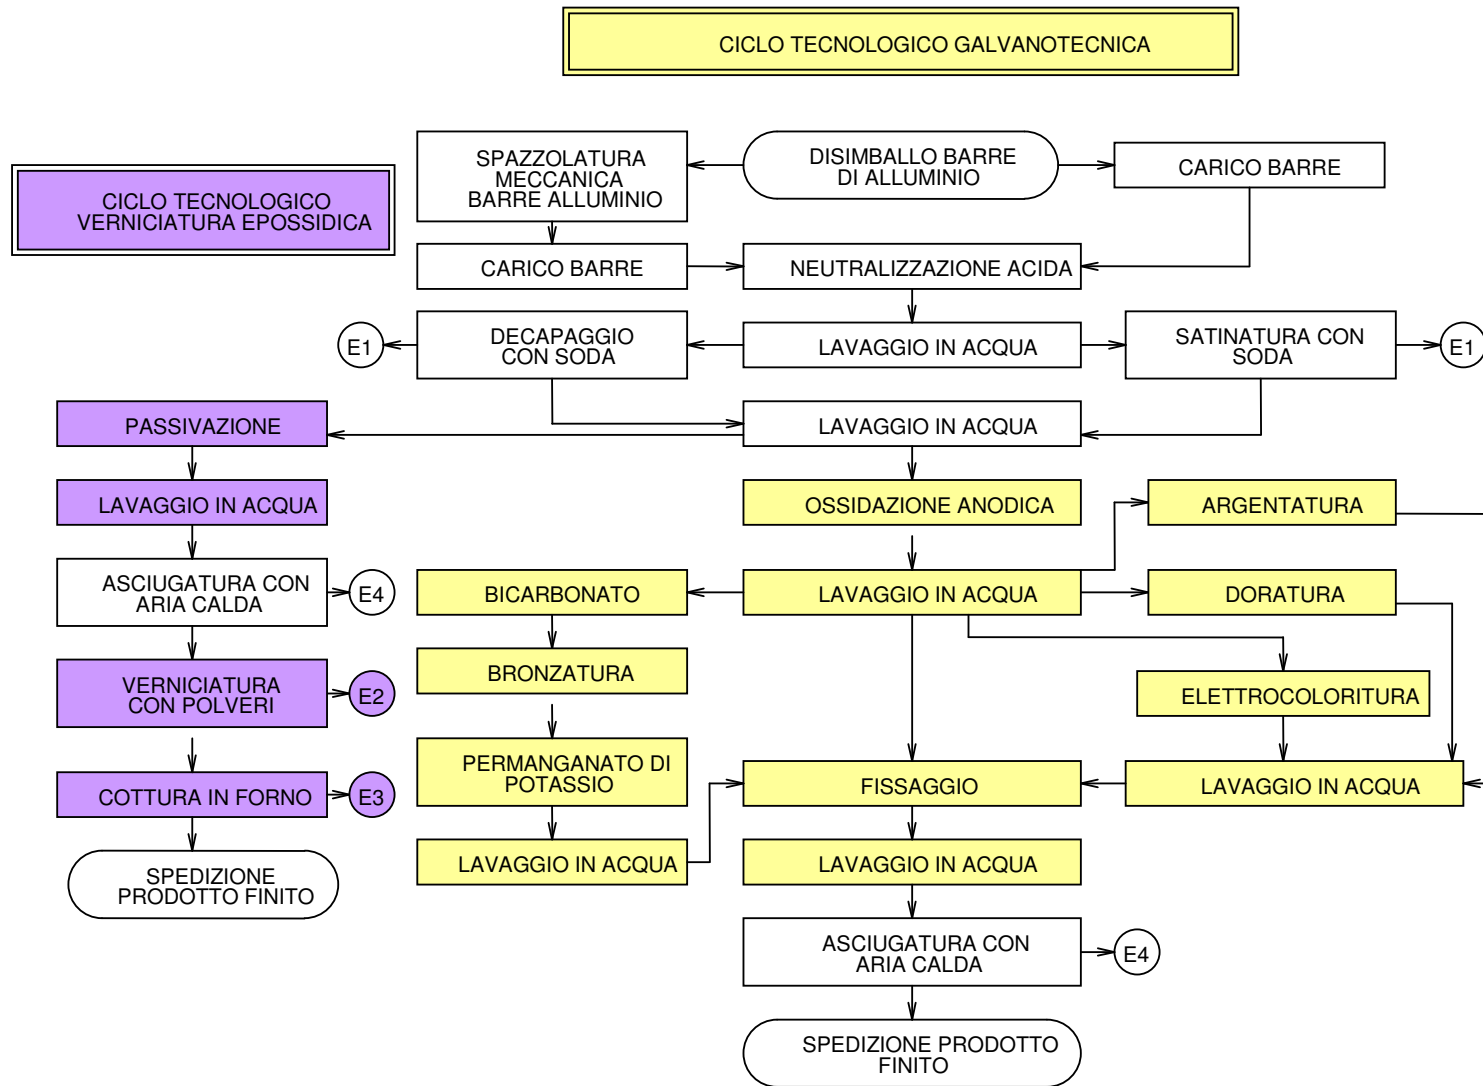 CICLO TECNOLOGICO GALVANOTECNICA
CICLO TECNOLOGICO
VERNICIATURA EPOSSIDICA
SPAZZOLATURA
MECCANICA
BARRE ALLUMINIO
DISIMBALLO BARRE
DI ALLUMINIO
CARICO BARRE
CARICO BARRE
NEUTRALIZZAZIONE ACIDA
E1
DECAPAGGIO
CON SODA
LAVAGGIO IN ACQUA
SATINATURA CON
SODA
E1
PASSIVAZIONE
LAVAGGIO IN ACQUA
LAVAGGIO IN ACQUA
OSSIDAZIONE ANODICA
ARGENTATURA
ASCIUGATURA CON
ARIA CALDA
E4
BICARBONATO
LAVAGGIO IN ACQUA
DORATURA
VERNICIATURA
CON POLVERI
E2
BRONZATURA
ELETTROCOLORITURA
COTTURA IN FORNO
E3
PERMANGANATO DI
POTASSIO
FISSAGGIO
LAVAGGIO IN ACQUA
SPEDIZIONE
PRODOTTO FINITO
LAVAGGIO IN ACQUA
LAVAGGIO IN ACQUA
ASCIUGATURA CON
ARIA CALDA
E4
SPEDIZIONE PRODOTTO
FINITO